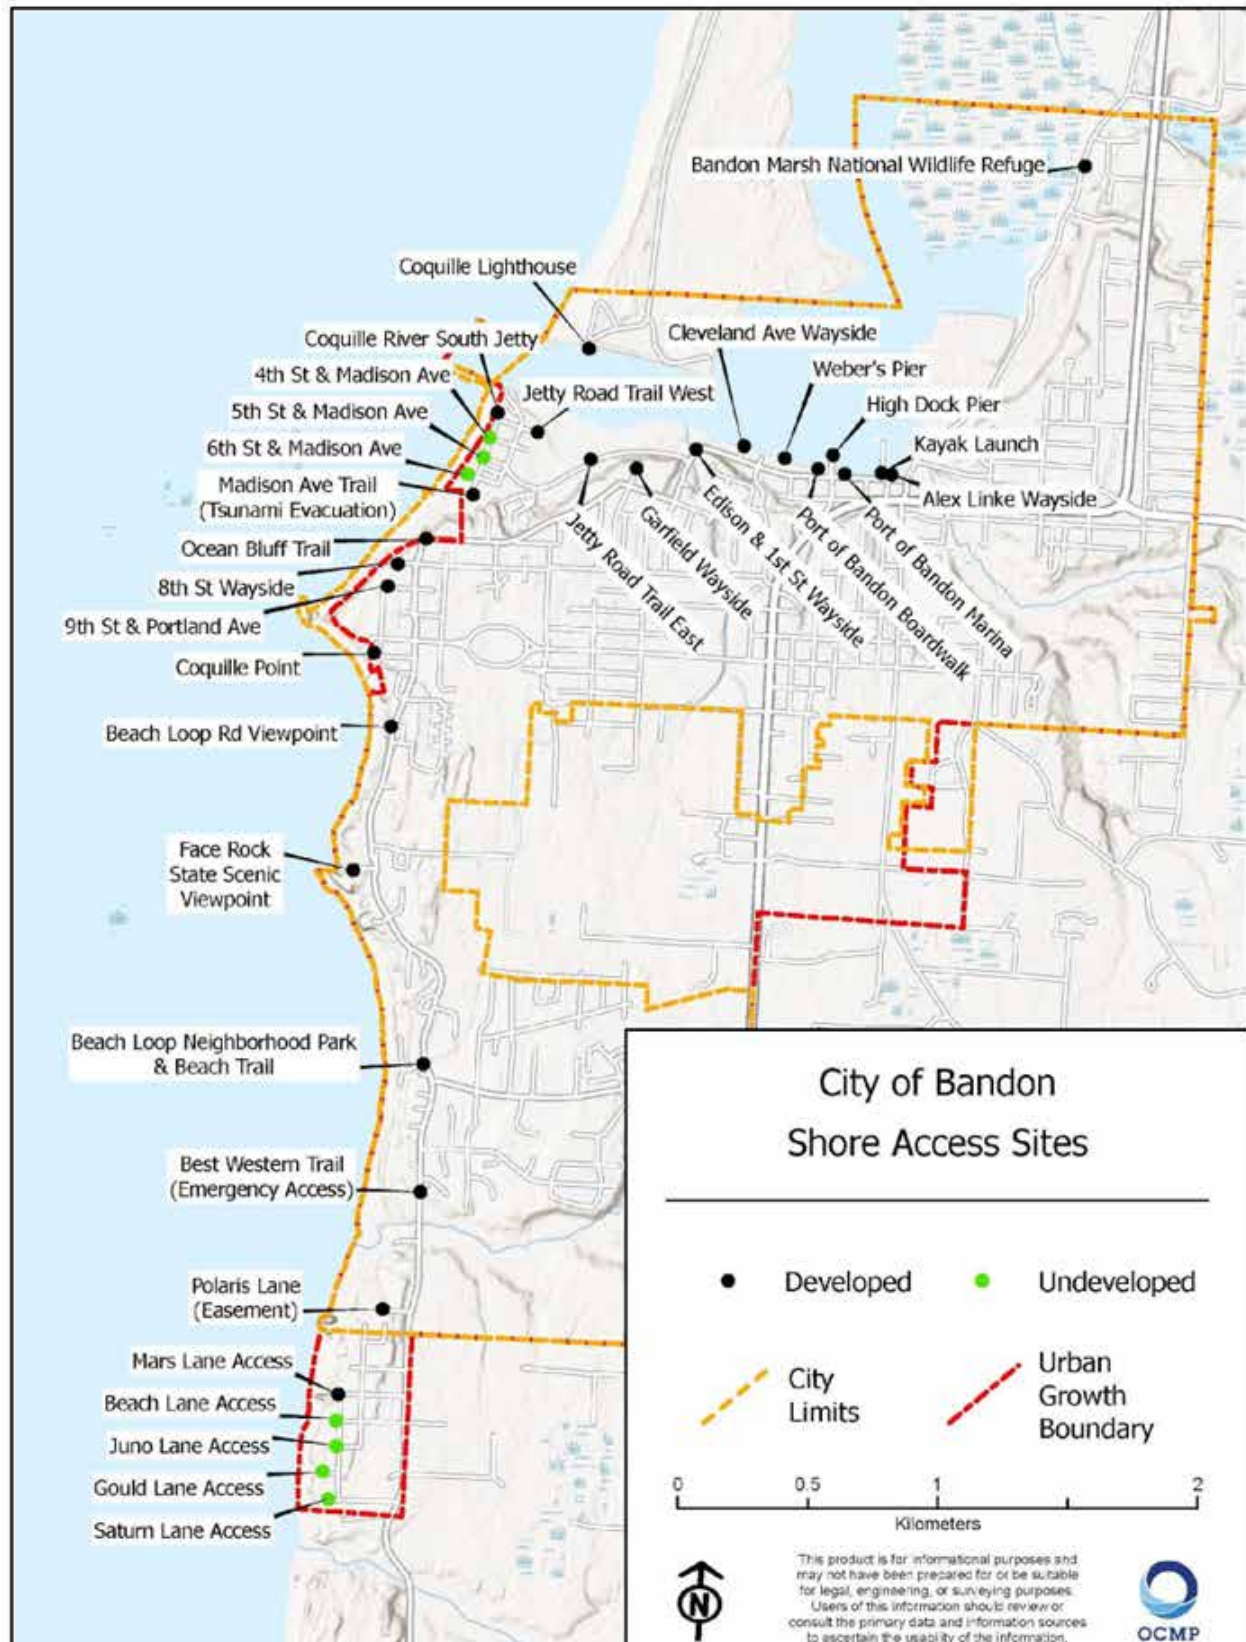 Bandon Marsh National Wildlife Refuge
Coquille Lighthouse
Coquille River South Jetty
Cleveland Ave Wayside
4th St & Madison Ave
Weber's Pier
Jetty Road Trail West
High Dock Pier
5th St & Madison Ave
6th St & Madison Ave
Kayak Launch
Madison Ave Trail
(Tsunami Evacuation)
Alex Linke Wayside
Ocean Bluff Trail
8th St Wayside
9th St & Portland Ave
Jetty Road Trail East
Garfield Wayside
Edison & 1st St Wayside
Port of Bandon Boardwalk
Port of Bandon Marina
Coquille Point
Beach Loop Rd Viewpoint
Face Rock
State Scenic
Viewpoint
Beach Loop Neighborhood Park
& Beach Trail
Best Western Trail
(Emergency Access)
Polaris Lane
(Easement)
Mars Lane Access
Beach Lane Access
Juno Lane Access
Gould Lane Access
Saturn Lane Access
City of Bandon
Shore Access Sites
Developed
Undeveloped
City
Limits
Urban
Growth
Boundary
0 0.5 1 2
Kilometers
N
This product is for informational purposes and
may not have been prepared for or be suitable
for legal, engineering, or surveying purposes.
Users of this information should review or
consult the primary data and information sources
to ascertain the usability of the information.
OCMP